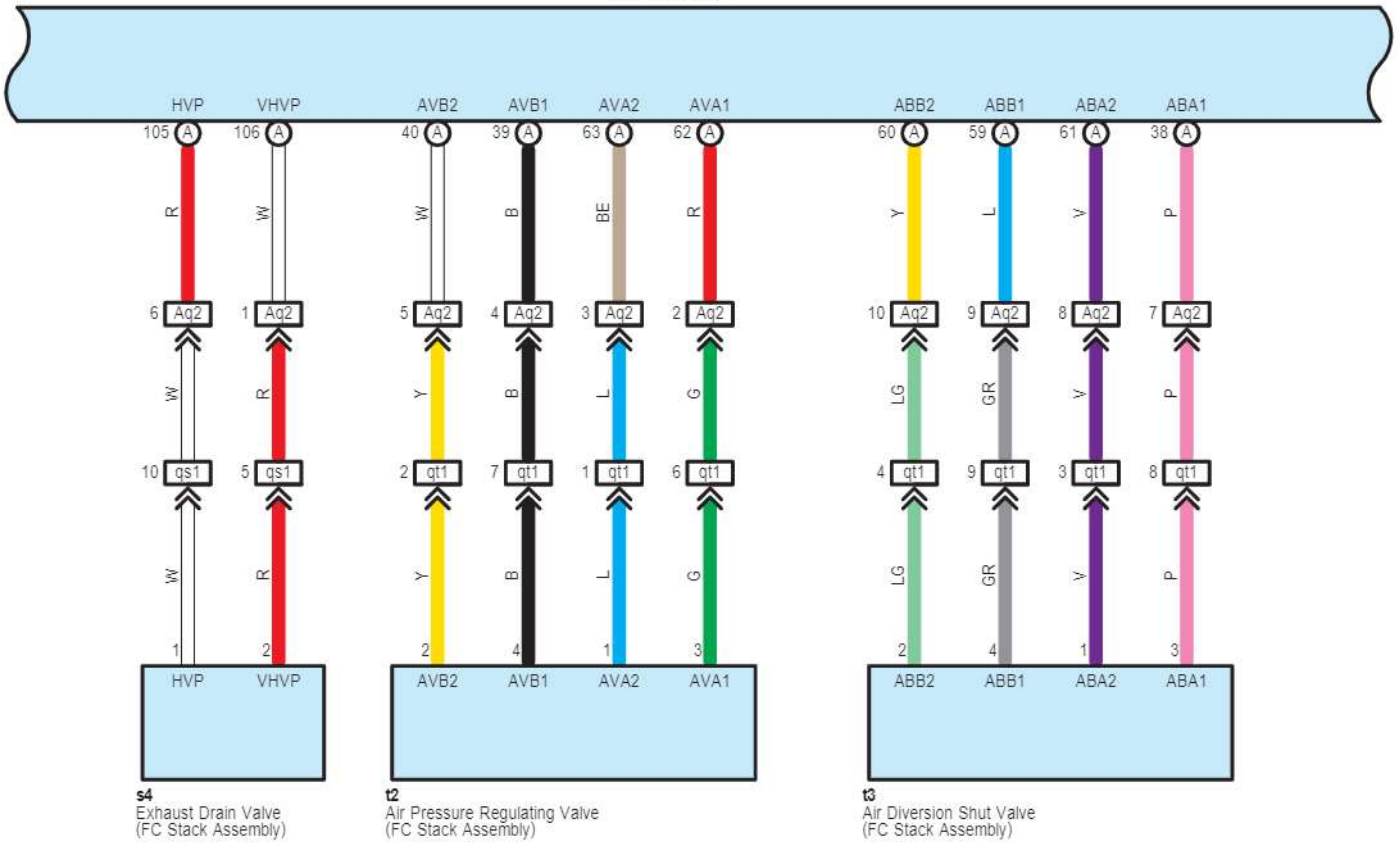 HVP VHVP AVB2 AVB1 AVA2 AVA1 ABB2 ABB1 ABA2 ABA1
105 A 106 A 40 A 39 A 63 A 62 A 60 A 59 A 61 A 38 A
R W W B BE R Y L V P
6 Aq2 1 Aq2 5 Aq2 4 Aq2 3 Aq2 2 Aq2 10 Aq2 9 Aq2 8 Aq2 7 Aq2
W R Y B L G LG GR V P
10 qs1 5 qs1 2 qt1 7 qt1 1 qt1 6 qt1 4 qt1 9 qt1 3 qt1 8 qt1
W R Y B L G LG GR V P
1 2 2 4 1 3 2 4 1 3
HVP VHVP AVB2 AVB1 AVA2 AVA1 ABB2 ABB1 ABA2 ABA1
s4
Exhaust Drain Valve
(FC Stack Assembly)
t2
Air Pressure Regulating Valve
(FC Stack Assembly)
t3
Air Diversion Shut Valve
(FC Stack Assembly)